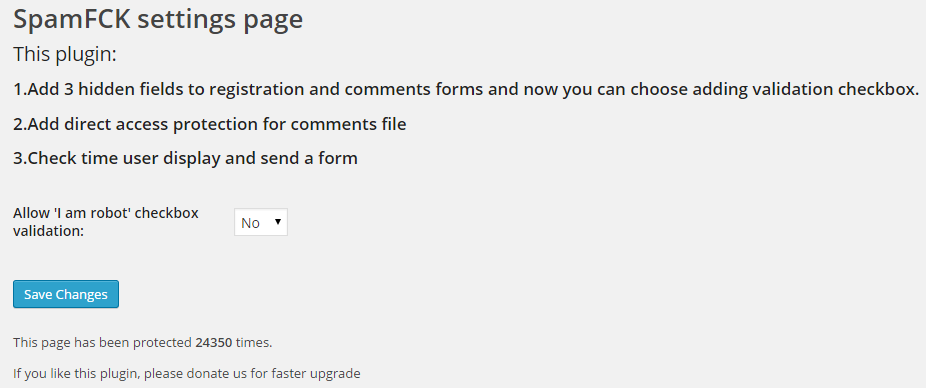 SpamFCK settings page
This plugin:
1.Add 3 hidden fields to registration and comments forms and now you can choose adding validation checkbox.
2.Add direct access protection for comments file
3.Check time user display and send a form
Allow 'I am robot' checkbox
validation:
No
Save Changes
This page has been protected 24350 times.
If you like this plugin, please donate us for faster upgrade